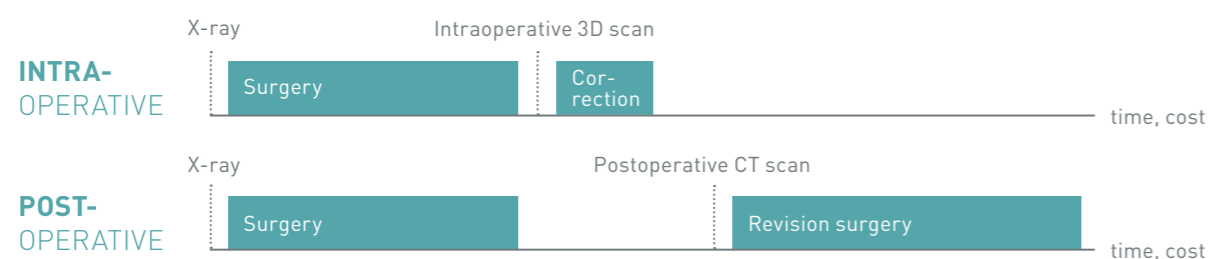 X-ray
Intraoperative 3D scan
INTRA-
OPERATIVE
Surgery
Cor-
rection
time, cost
X-ray
Postoperative CT scan
POST-
OPERATIVE
Surgery
Revision surgery
time, cost